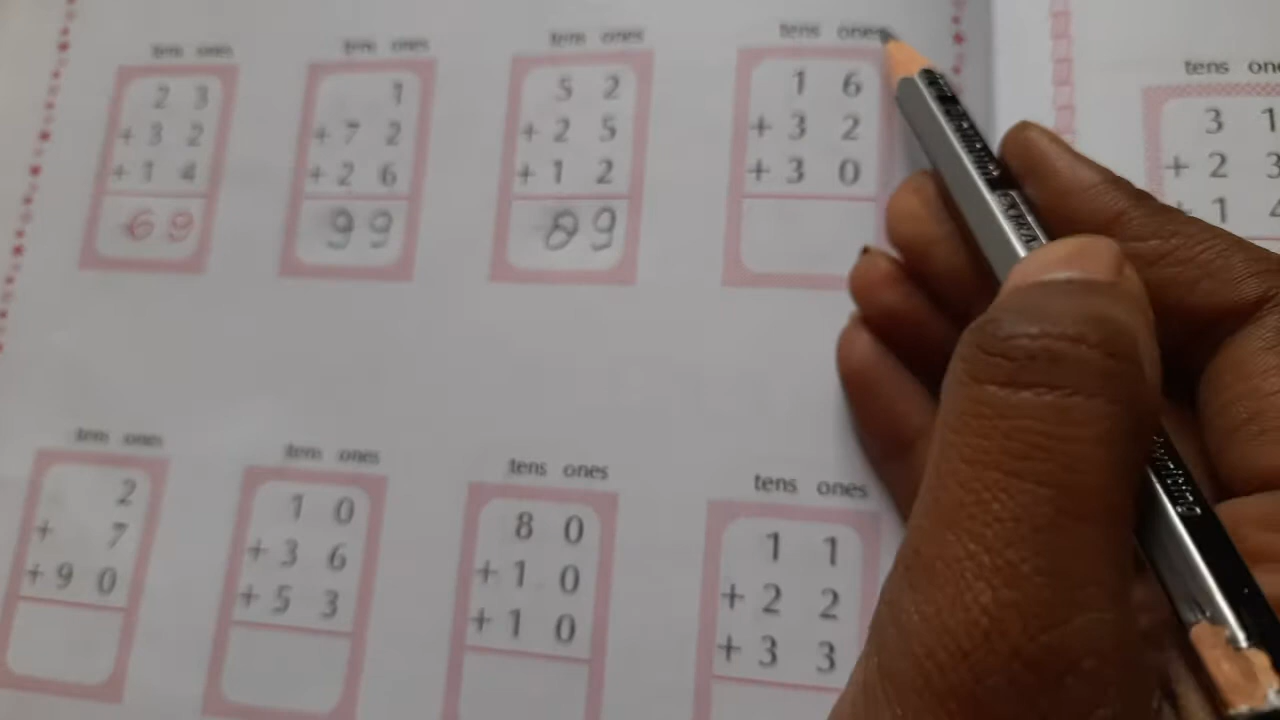 tens ones
2 3
+ 3 2
+ 1 4
6 9
tens ones
1
+ 7 2
+ 2 6
9 9
tens ones
5 2
+ 2 5
+ 1 2
8 9
tens ones
1 6
+ 3 2
+ 3 0
tens
3 1
+ 2 3
+ 1 4
tens ones
2
+ 7
+ 9 0
tens ones
1 0
+ 3 6
+ 5 3
tens ones
8 0
+ 1 0
+ 1 0
tens ones
1 1
+ 2 2
+ 3 3
EXTRA